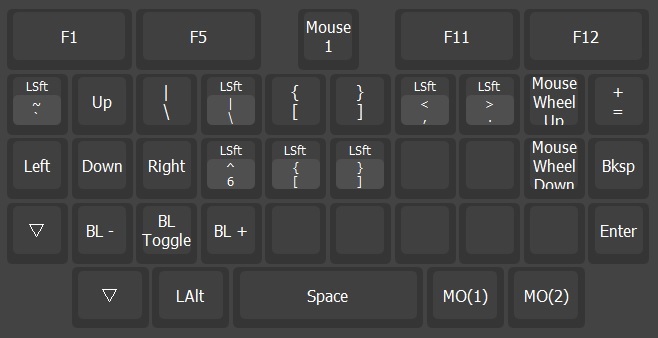 F1 F5 Mouse F11 F12
1
LSft Up | LSft { } LSft LSft Mouse +
~ \ | [ ] < > Wheel =
` \ , . Up
Left Down Right LSft LSft LSft Mouse Bksp
^ { } Wheel
6 [ ] Down
▽ BL - BL BL + Enter
Toggle
▽ LAlt Space MO(1) MO(2)